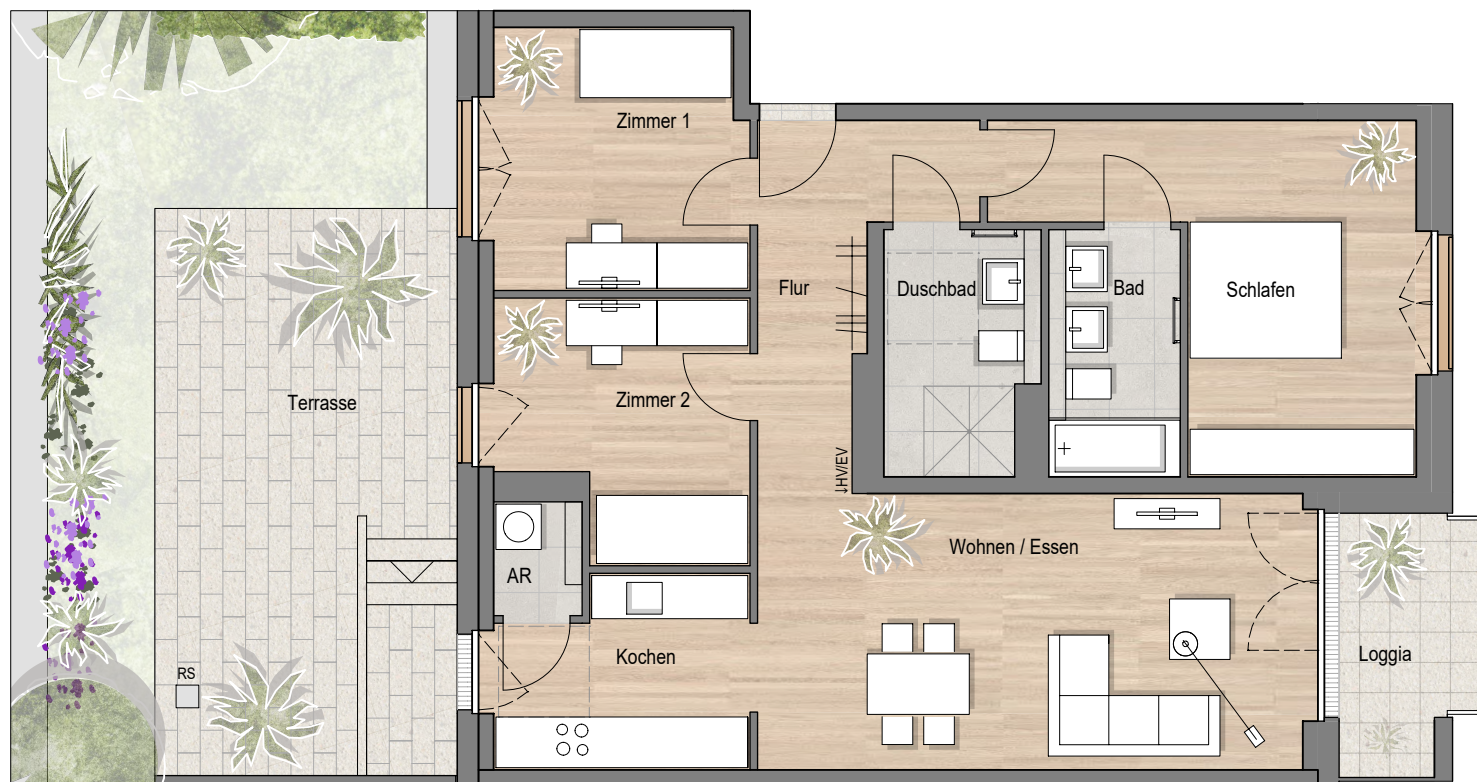 Zimmer 1
Flur
Duschbad
Bad
Schlafen
Terrasse
Zimmer 2
↓HV/EV
Wohnen / Essen
AR
Kochen
Loggia
RS